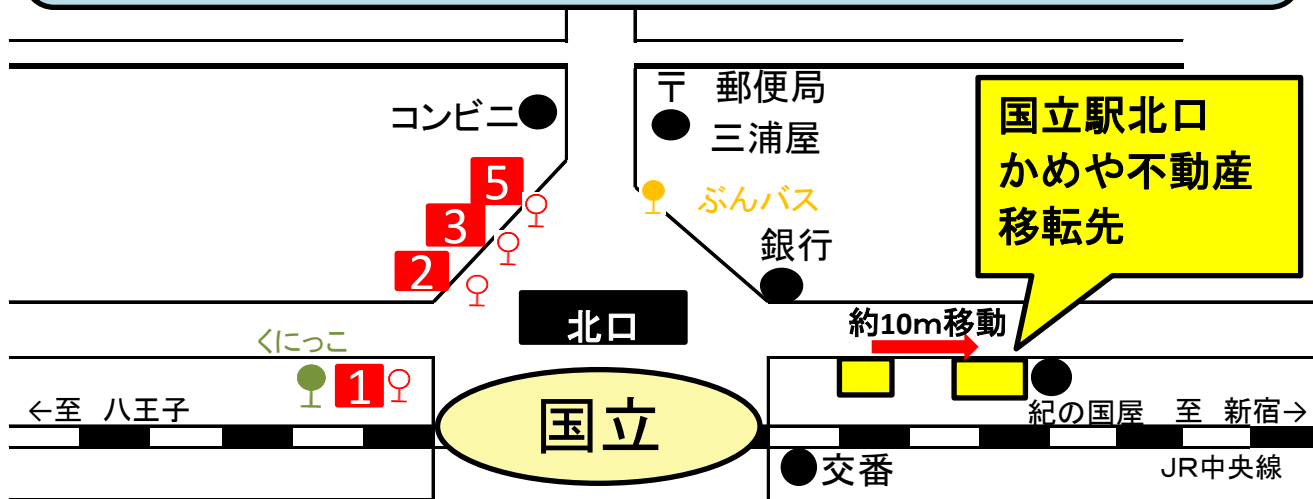 〒 郵便局
コンビニ
三浦屋
国立駅北口
かめや不動産
移転先
5
ぶんバス
3
銀行
2
北口
約10m移動
くにっこ
1
←至 八王子
国立
紀の国屋 至 新宿→
交番
JR中央線